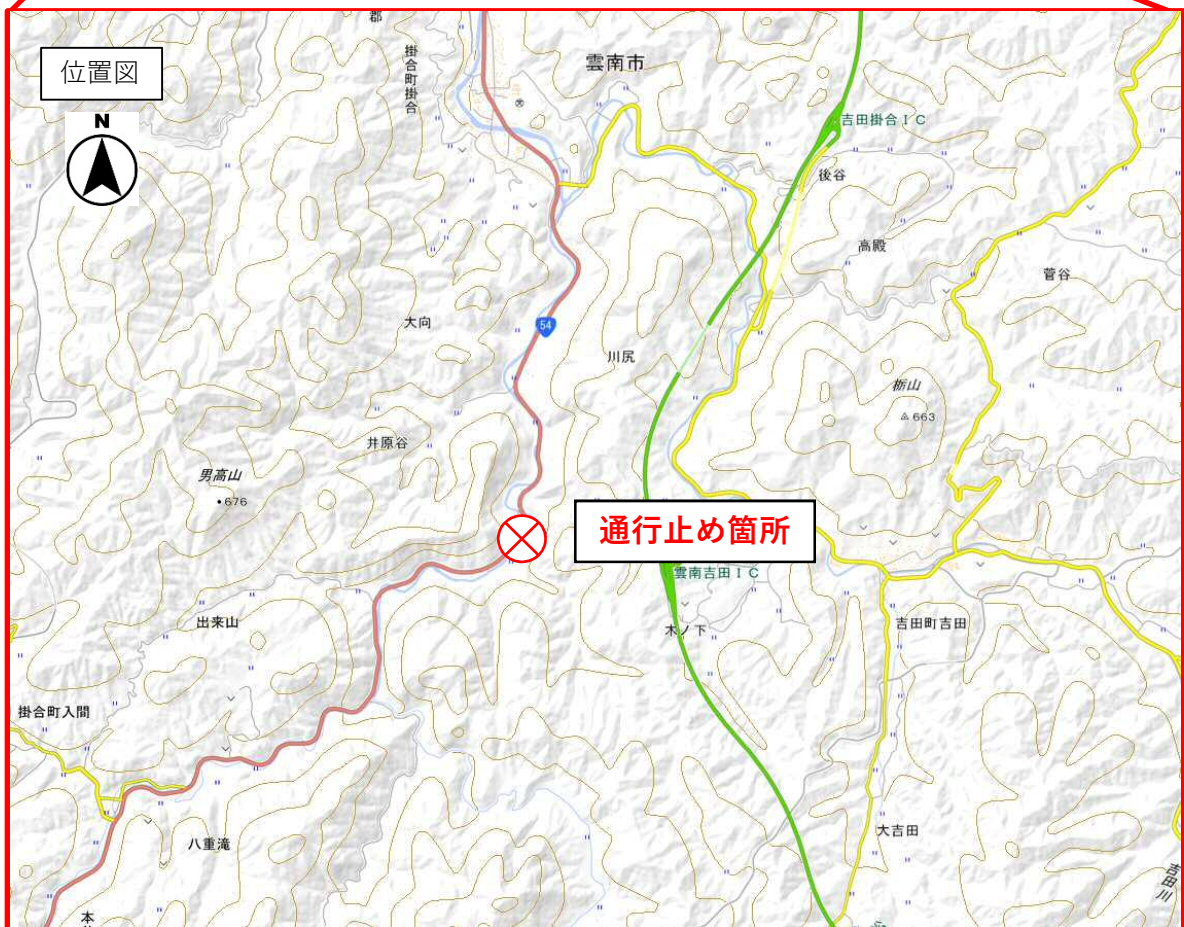 郡
位置図
掛合町掛合
雲南市
N
吉田掛合IC
後谷
高殿
菅谷
大向
54
川尻
栃山
663
井原谷
男高山
676
通行止め箇所
雲南吉田IC
木ノ下
出来山
吉田町吉田
掛合町入間
八重滝
大吉田
吉田川
本